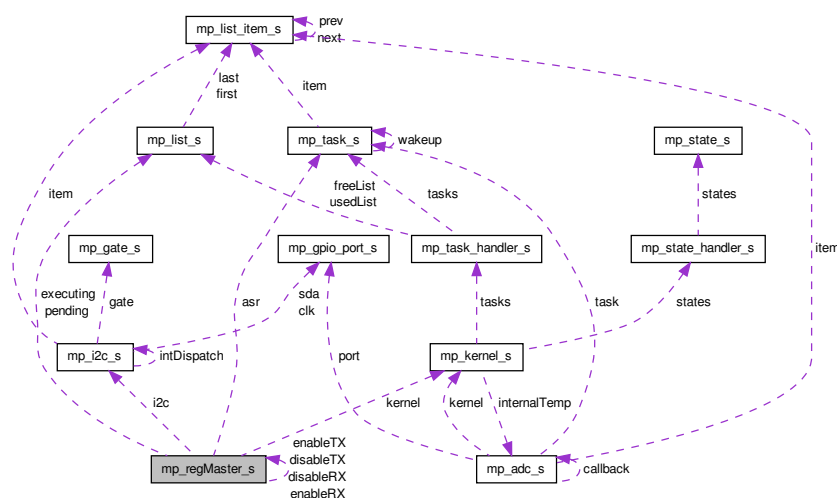 mp_list_item_s
prev
next
last
first
item
mp_list_s
mp_task_s
wakeup
mp_state_s
item
freeList
usedList
tasks
states
mp_gate_s
mp_gpio_port_s
mp_task_handler_s
mp_state_handler_s
item
executing
pending
gate
asr
sda
clk
tasks
task
states
mp_i2c_s
intDispatch
port
mp_kernel_s
i2c
kernel
kernel
internalTemp
enableTX
disableTX
disableRX
enableRX
mp_regMaster_s
mp_adc_s
callback